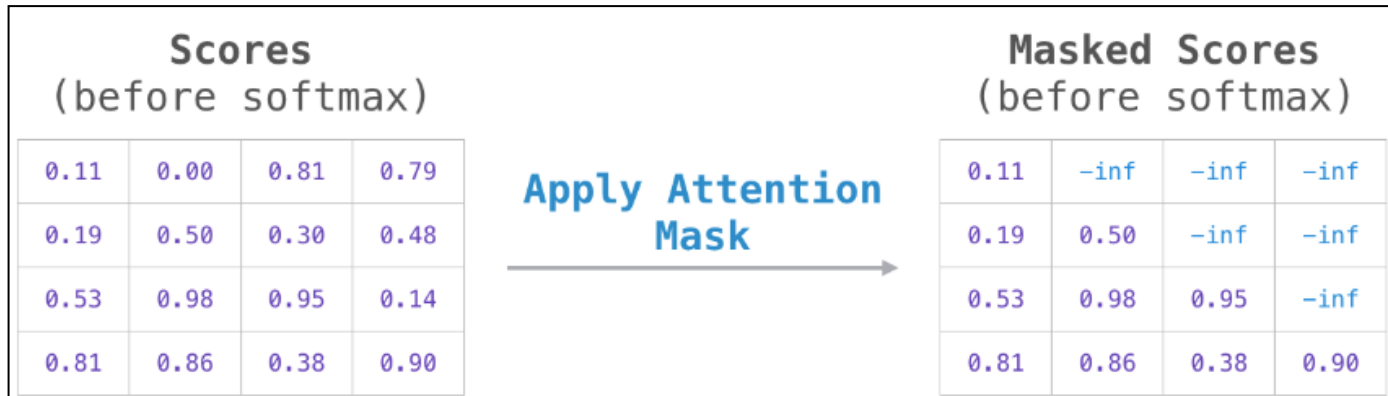 Scores
(before softmax)
0.11 0.00 0.81 0.79
0.19 0.50 0.30 0.48
0.53 0.98 0.95 0.14
0.81 0.86 0.38 0.90
Apply Attention
Mask
Masked Scores
(before softmax)
0.11 -inf -inf -inf
0.19 0.50 -inf -inf
0.53 0.98 0.95 -inf
0.81 0.86 0.38 0.90